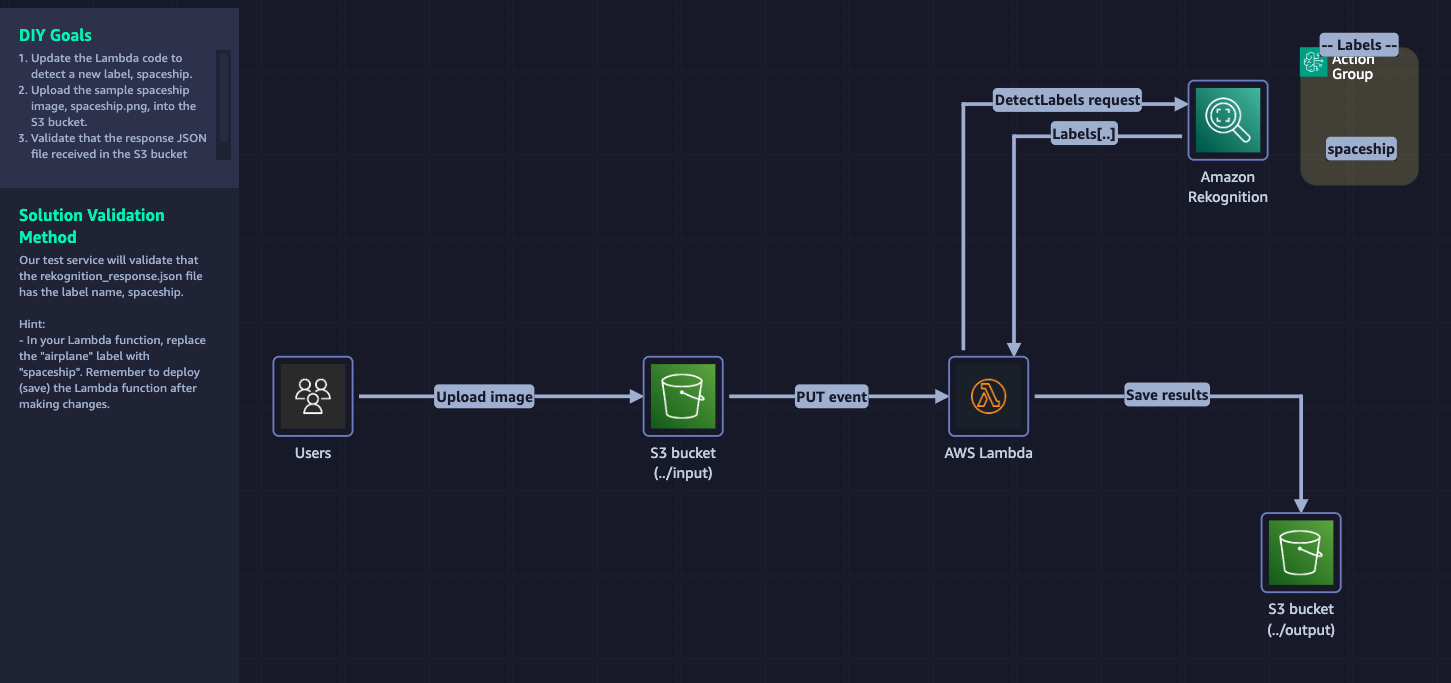 DIY Goals
1. Update the Lambda code to
detect a new label, spaceship.
2. Upload the sample spaceship
image, spaceship.png, into the
S3 bucket.
3. Validate that the response JSON
file received in the S3 bucket
Solution Validation
Method
Our test service will validate that
the rekognition_response.json file
has the label name, spaceship.
Hint:
- In your Lambda function, replace
the "airplane" label with
"spaceship". Remember to deploy
(save) the Lambda function after
making changes.
-- Labels --
Action
Group
spaceship
DetectLabels request
Labels[..]
Amazon
Rekognition
Users
Upload image
S3 bucket
(../input)
PUT event
AWS Lambda
Save results
S3 bucket
(../output)